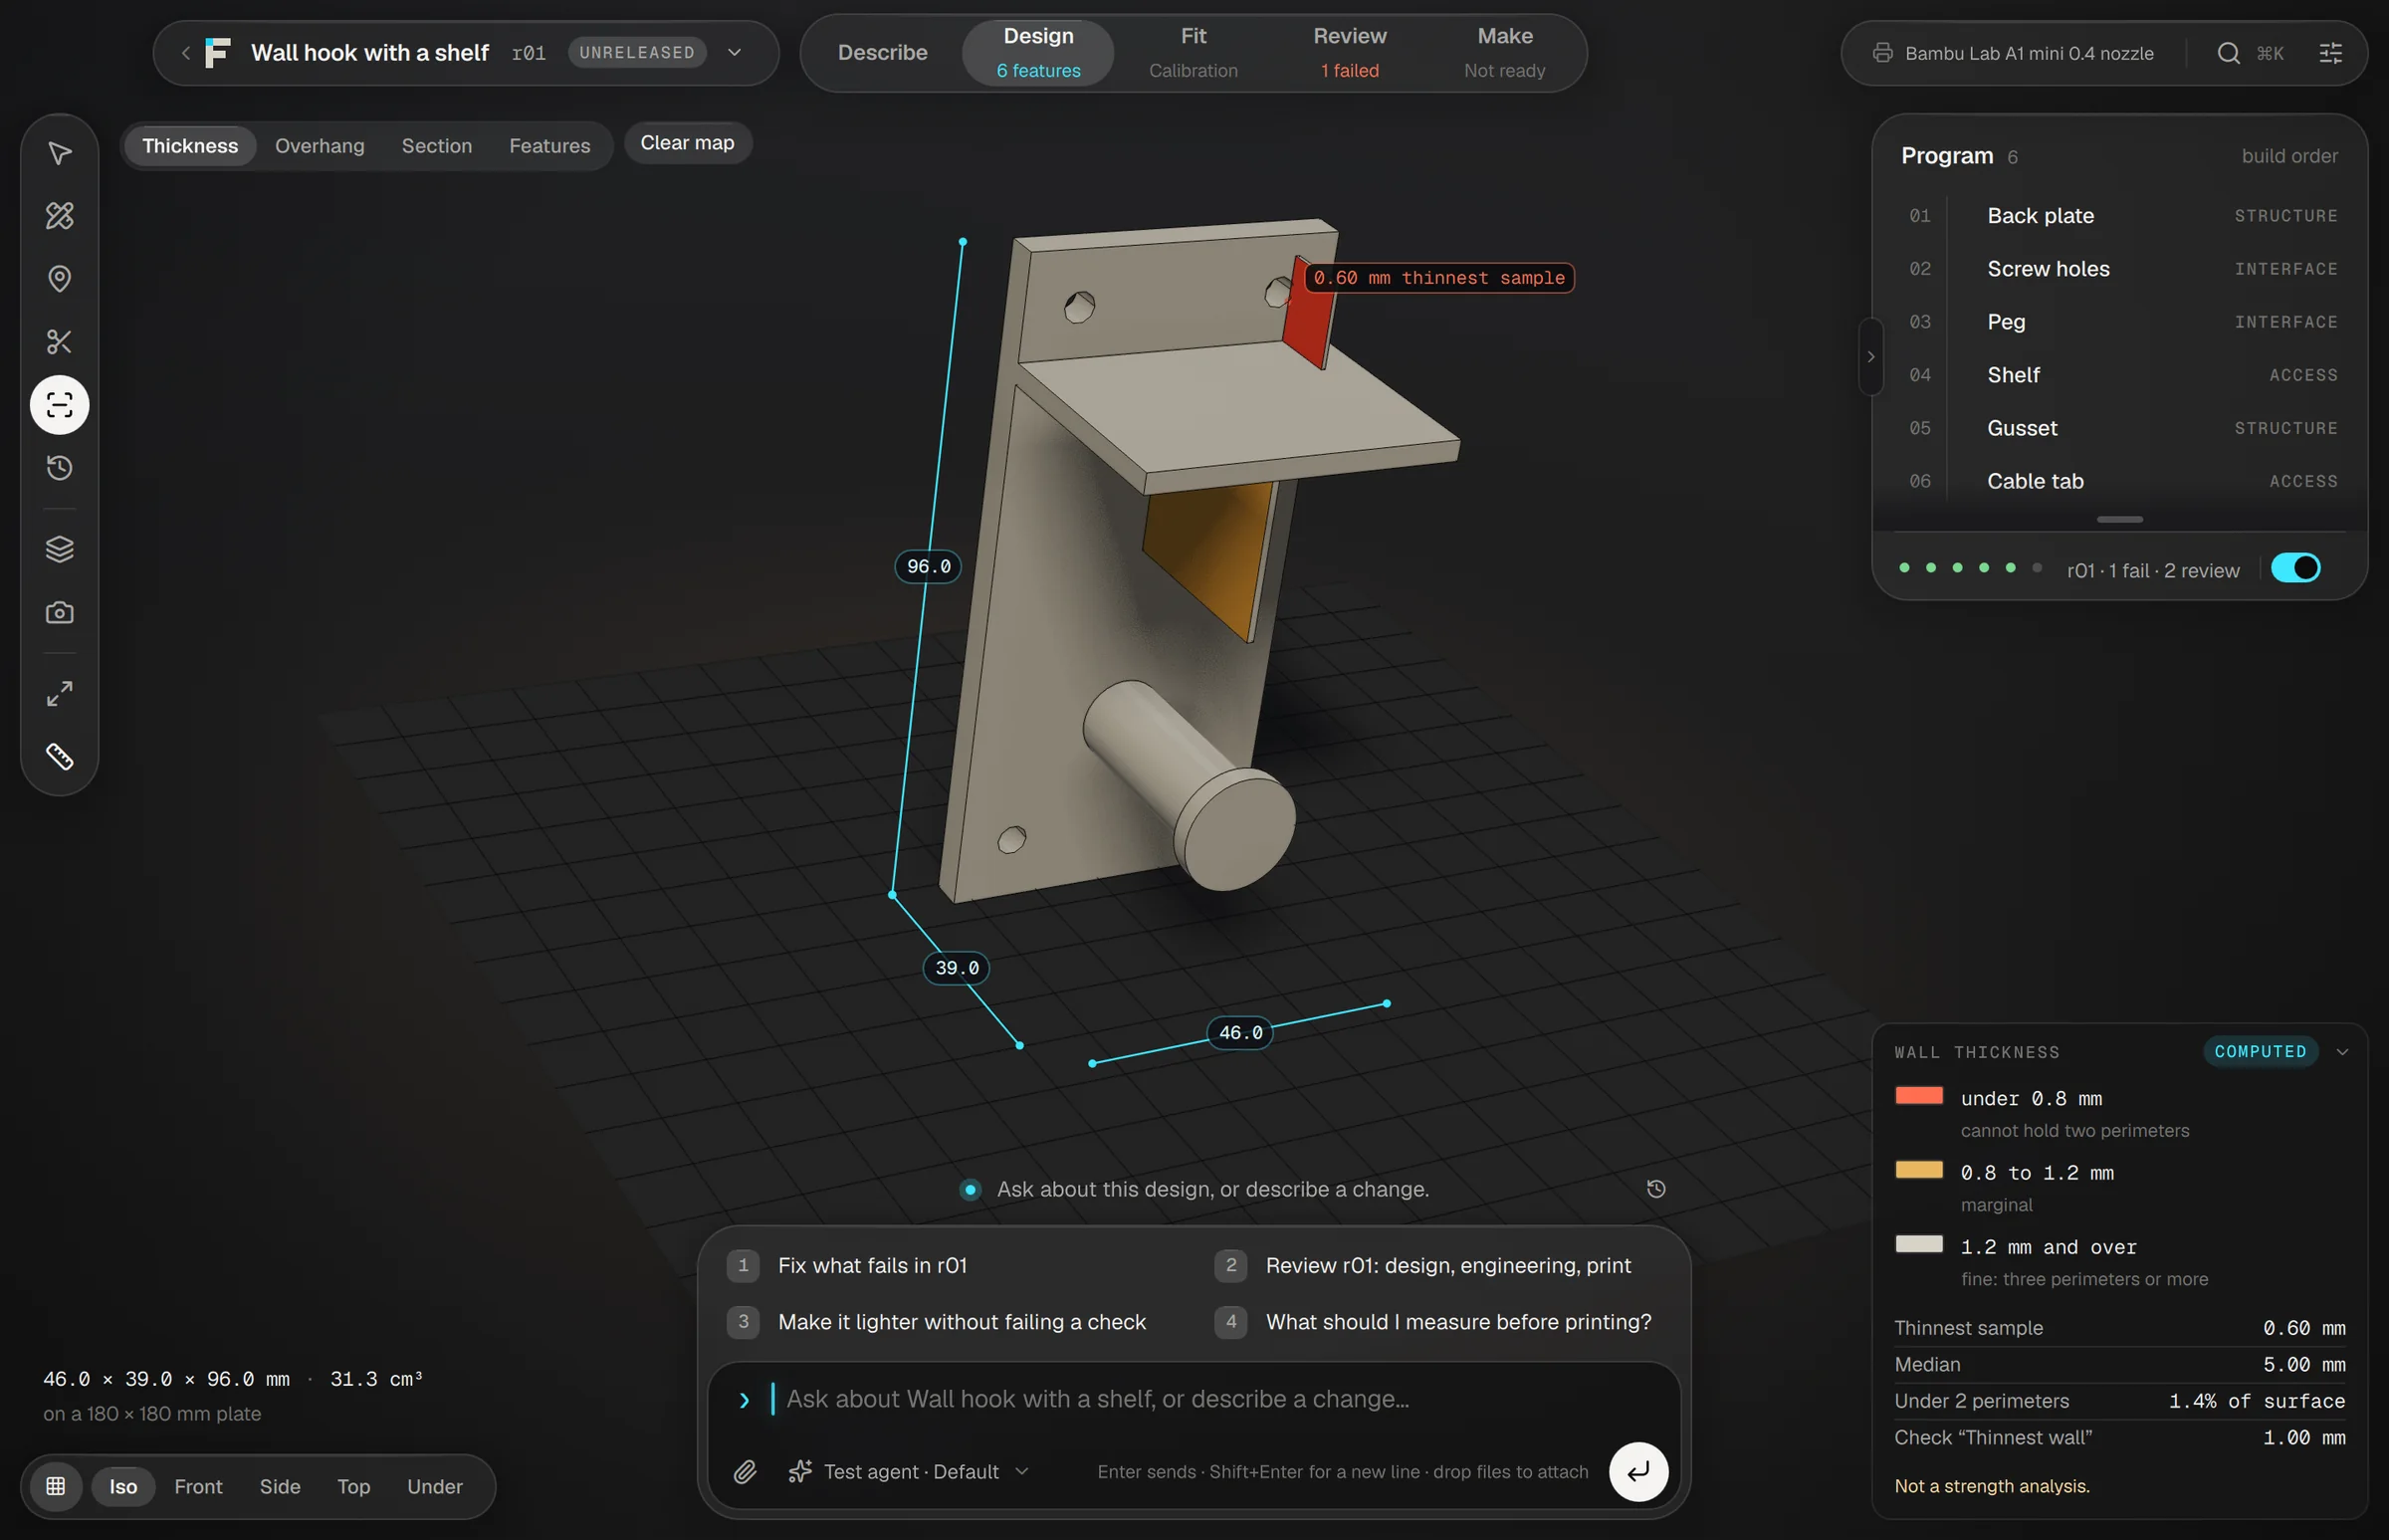 Wall hook with a shelf r01 UNRELEASED
Describe
Design
6 features
Fit
Calibration
Review
1 failed
Make
Not ready
Bambu Lab A1 mini 0.4 nozzle
⌘K
Thickness Overhang Section Features Clear map
Program 6 build order
01 Back plate STRUCTURE
02 Screw holes INTERFACE
03 Peg INTERFACE
04 Shelf ACCESS
05 Gusset STRUCTURE
06 Cable tab ACCESS
r01 · 1 fail · 2 review
0.60 mm thinnest sample
96.0
39.0
46.0
WALL THICKNESS COMPUTED
under 0.8 mm
cannot hold two perimeters
0.8 to 1.2 mm
marginal
1.2 mm and over
fine: three perimeters or more
Thinnest sample 0.60 mm
Median 5.00 mm
Under 2 perimeters 1.4% of surface
Check “Thinnest wall” 1.00 mm
Not a strength analysis.
Ask about this design, or describe a change.
1 Fix what fails in r01
2 Review r01: design, engineering, print
3 Make it lighter without failing a check
4 What should I measure before printing?
Ask about Wall hook with a shelf, or describe a change...
Test agent · Default
Enter sends · Shift+Enter for a new line · drop files to attach
46.0 × 39.0 × 96.0 mm · 31.3 cm³
on a 180 × 180 mm plate
Iso Front Side Top Under